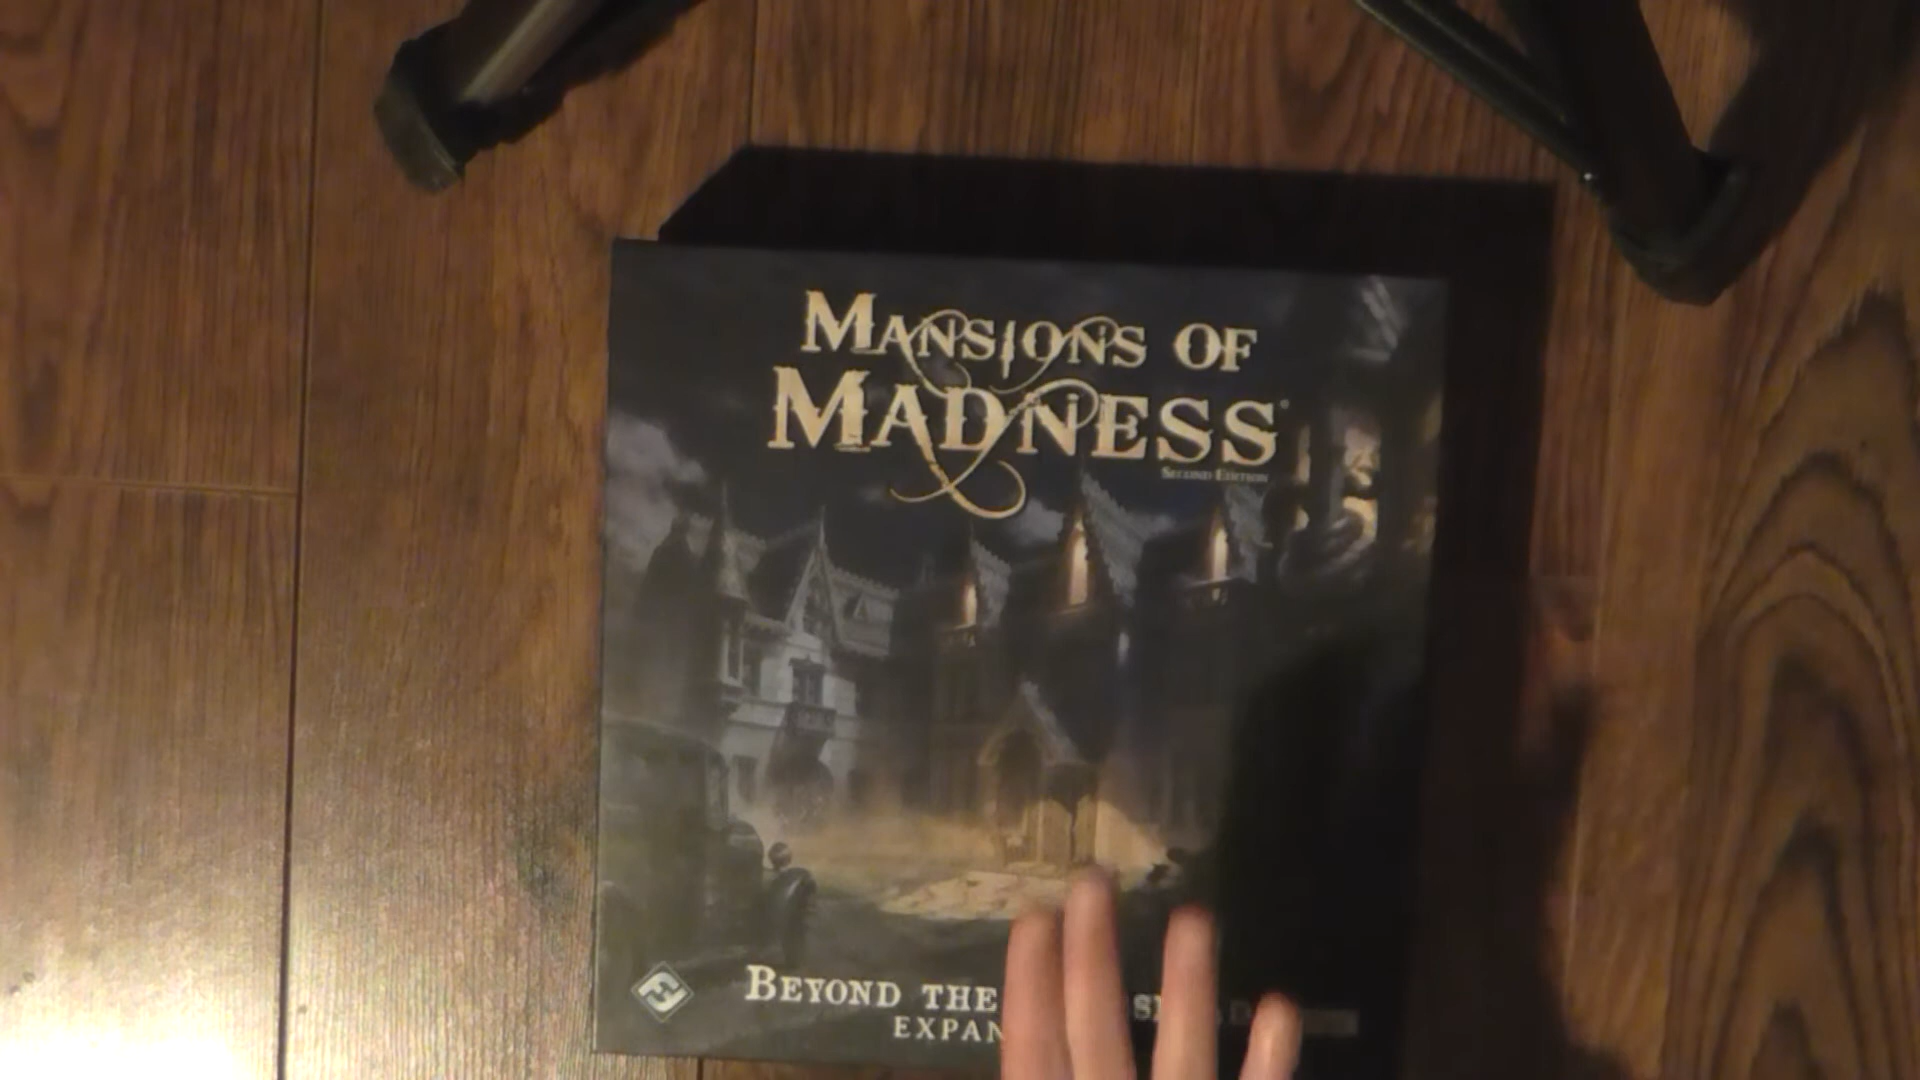 MANSIONS OF
MADNESS
SECOND EDITION
BEYOND THE
EXPAN